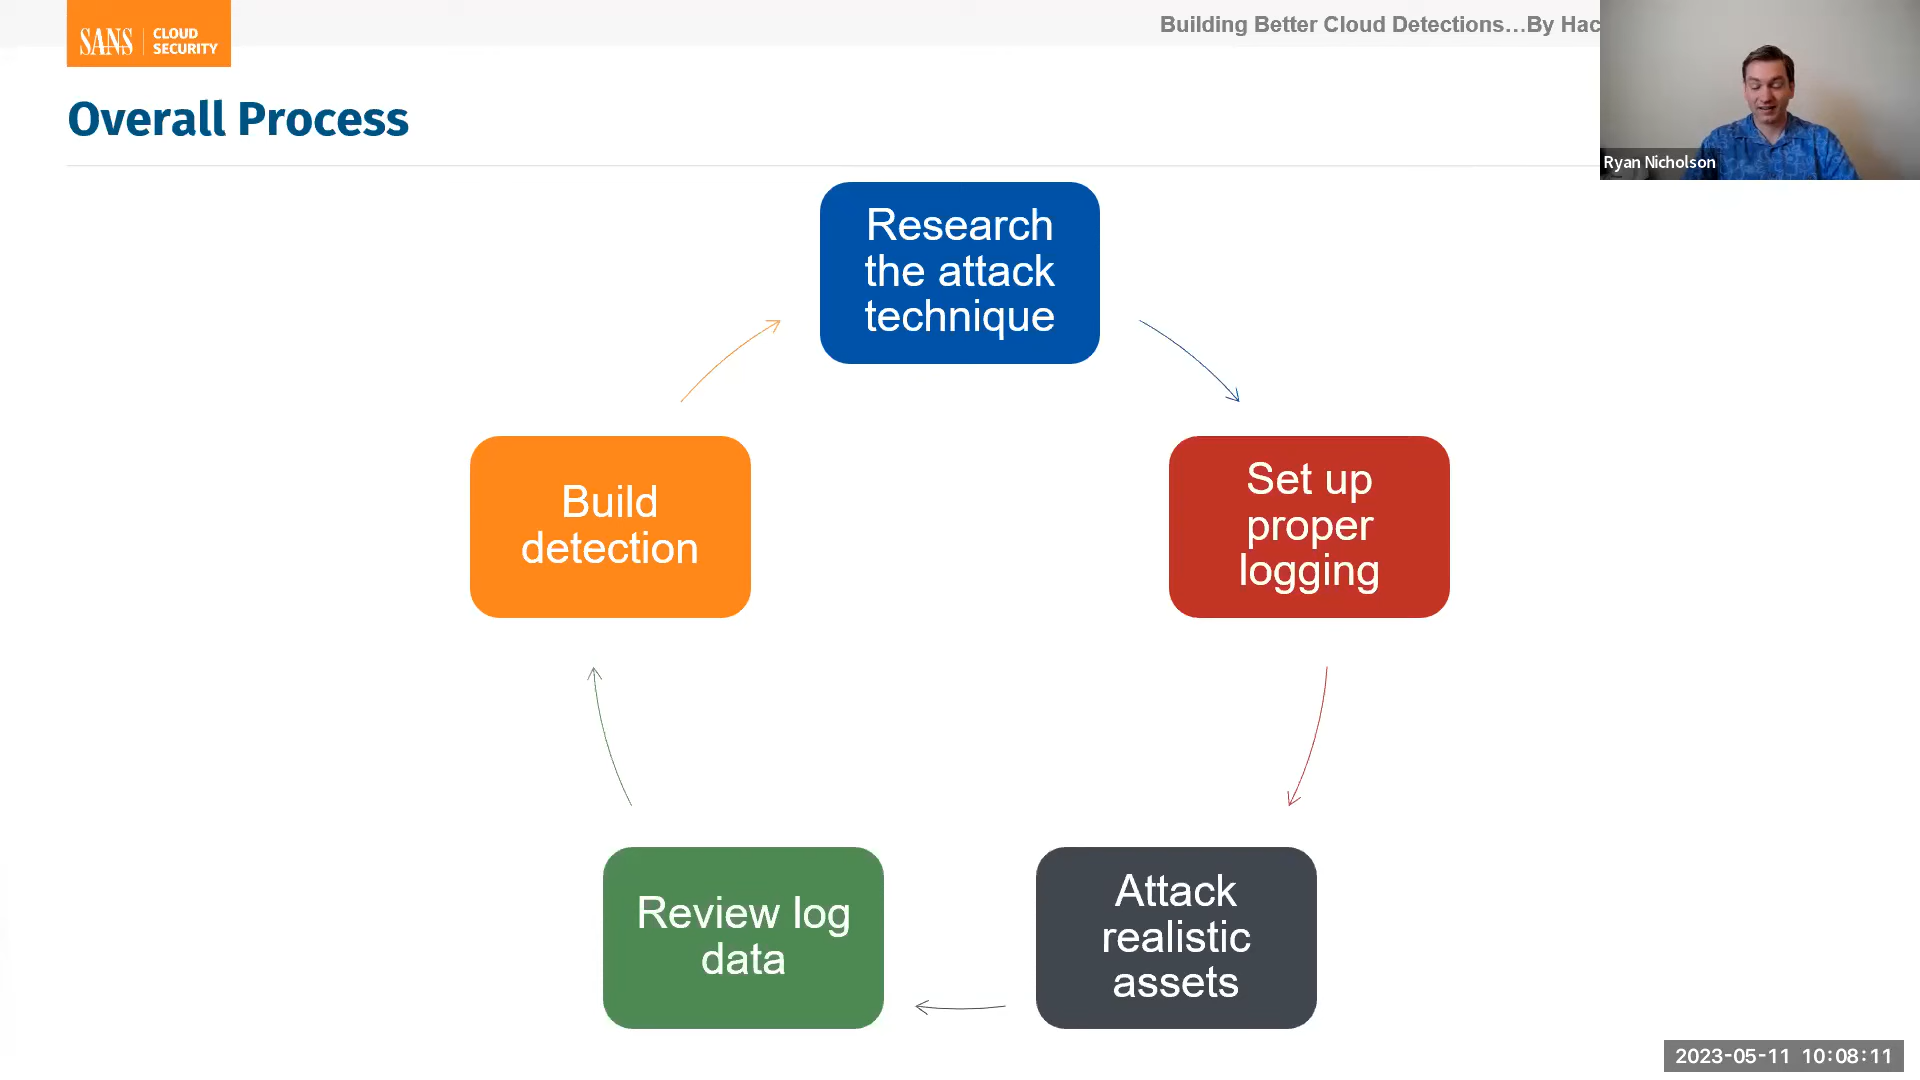 SANS
CLOUD
SECURITY
Building Better Cloud Detections...By Hac
Ryan Nicholson
Overall Process
Research
the attack
technique
Set up
proper
logging
Attack
realistic
assets
Review log
data
Build
detection
2023-05-11 10:08:11